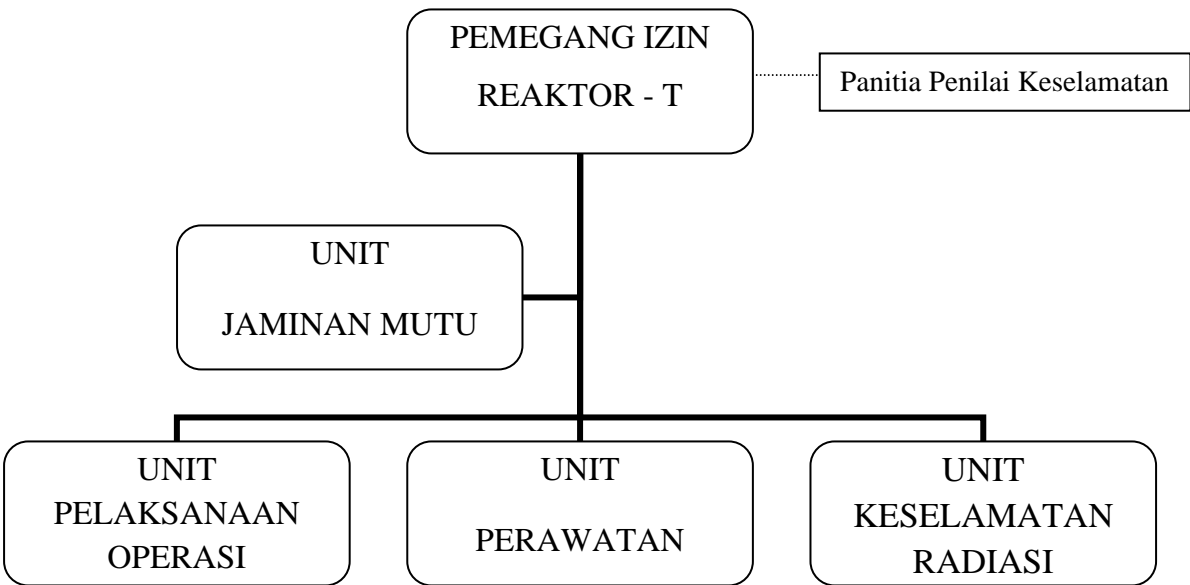 PEMEGANG IZIN
REAKTOR - T
Panitia Penilai Keselamatan
UNIT
JAMINAN MUTU
UNIT
PELAKSANAAN
OPERASI
UNIT
PERAWATAN
UNIT
KESELAMATAN
RADIASI